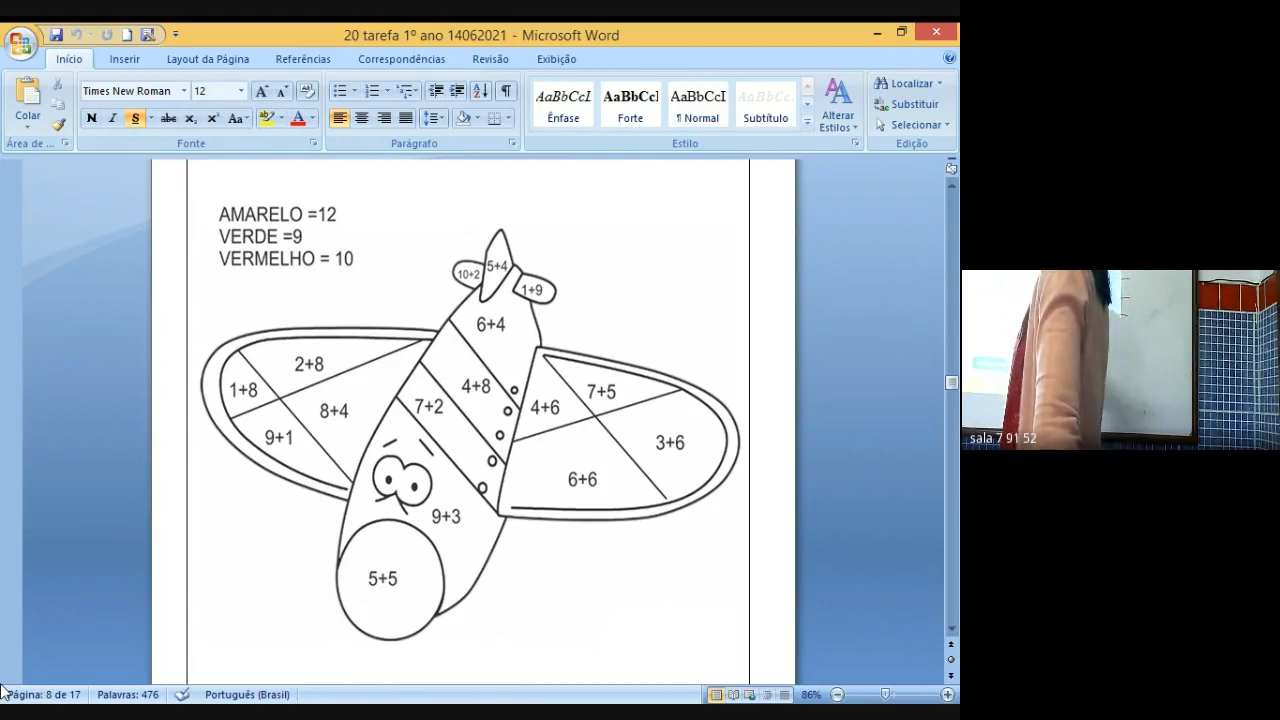 20 tarefa 1º ano 14062021 - Microsoft Word
Início
Inserir
Layout da Página
Referências
Correspondências
Revisão
Exibição
Colar
Times New Roman
12
AaBbCcI
AaBbCcl
AaBbCcI
AaBbCc
Ênfase
Forte
¶ Normal
Subtítulo
Alterar
Estilos
Localizar
Substituir
Selecionar
Área de...
Fonte
Parágrafo
Estilo
Edição
AMARELO =12
VERDE =9
VERMELHO = 10
10+2
5+4
1+9
6+4
2+8
1+8
8+4
9+1
4+8
7+2
4+6
7+5
3+6
6+6
9+3
5+5
sala 7 91 52
Página: 8 de 17
Palavras: 476
Português (Brasil)
86%